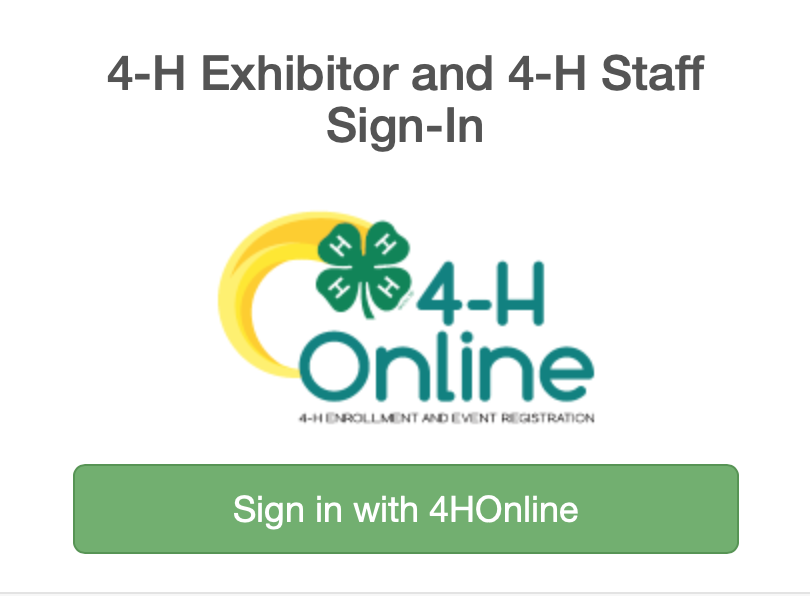 4-H Exhibitor and 4-H Staff
Sign-In
H H
H H
4-H
Online
4-H ENROLLMENT AND EVENT REGISTRATION
Sign in with 4HOnline